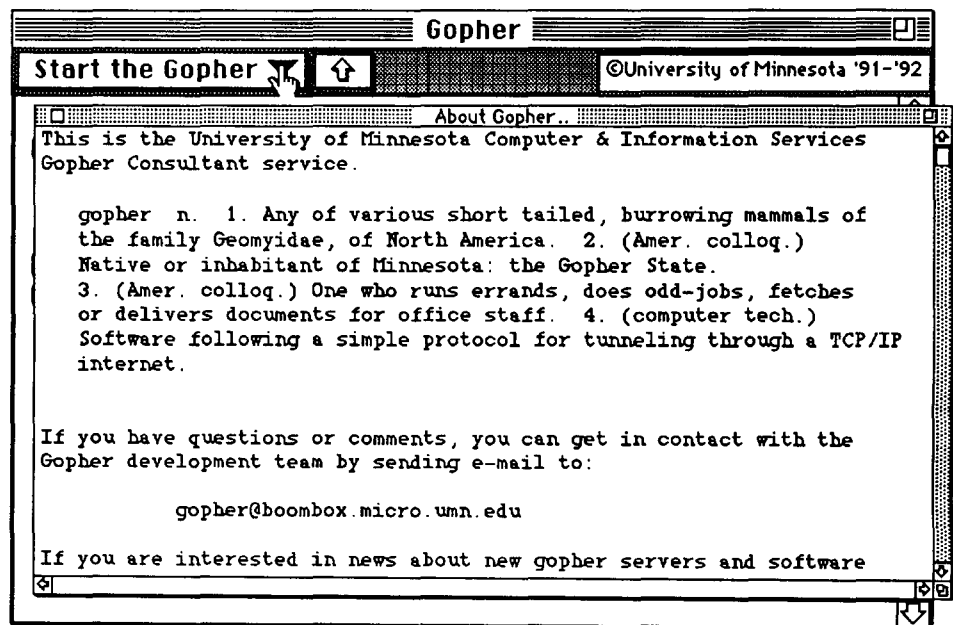 Gopher
Start the Gopher
©University of Minnesota '91-'92
About Gopher..
This is the University of Minnesota Computer & Information Services
Gopher Consultant service.
gopher n. 1. Any of various short tailed, burrowing mammals of
the family Geomyidae, of North America. 2. (Amer. colloq.)
Native or inhabitant of Minnesota: the Gopher State.
3. (Amer. colloq.) One who runs errands, does odd-jobs, fetches
or delivers documents for office staff. 4. (computer tech.)
Software following a simple protocol for tunneling through a TCP/IP
internet.
If you have questions or comments, you can get in contact with the
Gopher development team by sending e-mail to:
gopher@boombox.micro.umn.edu
If you are interested in news about new gopher servers and software